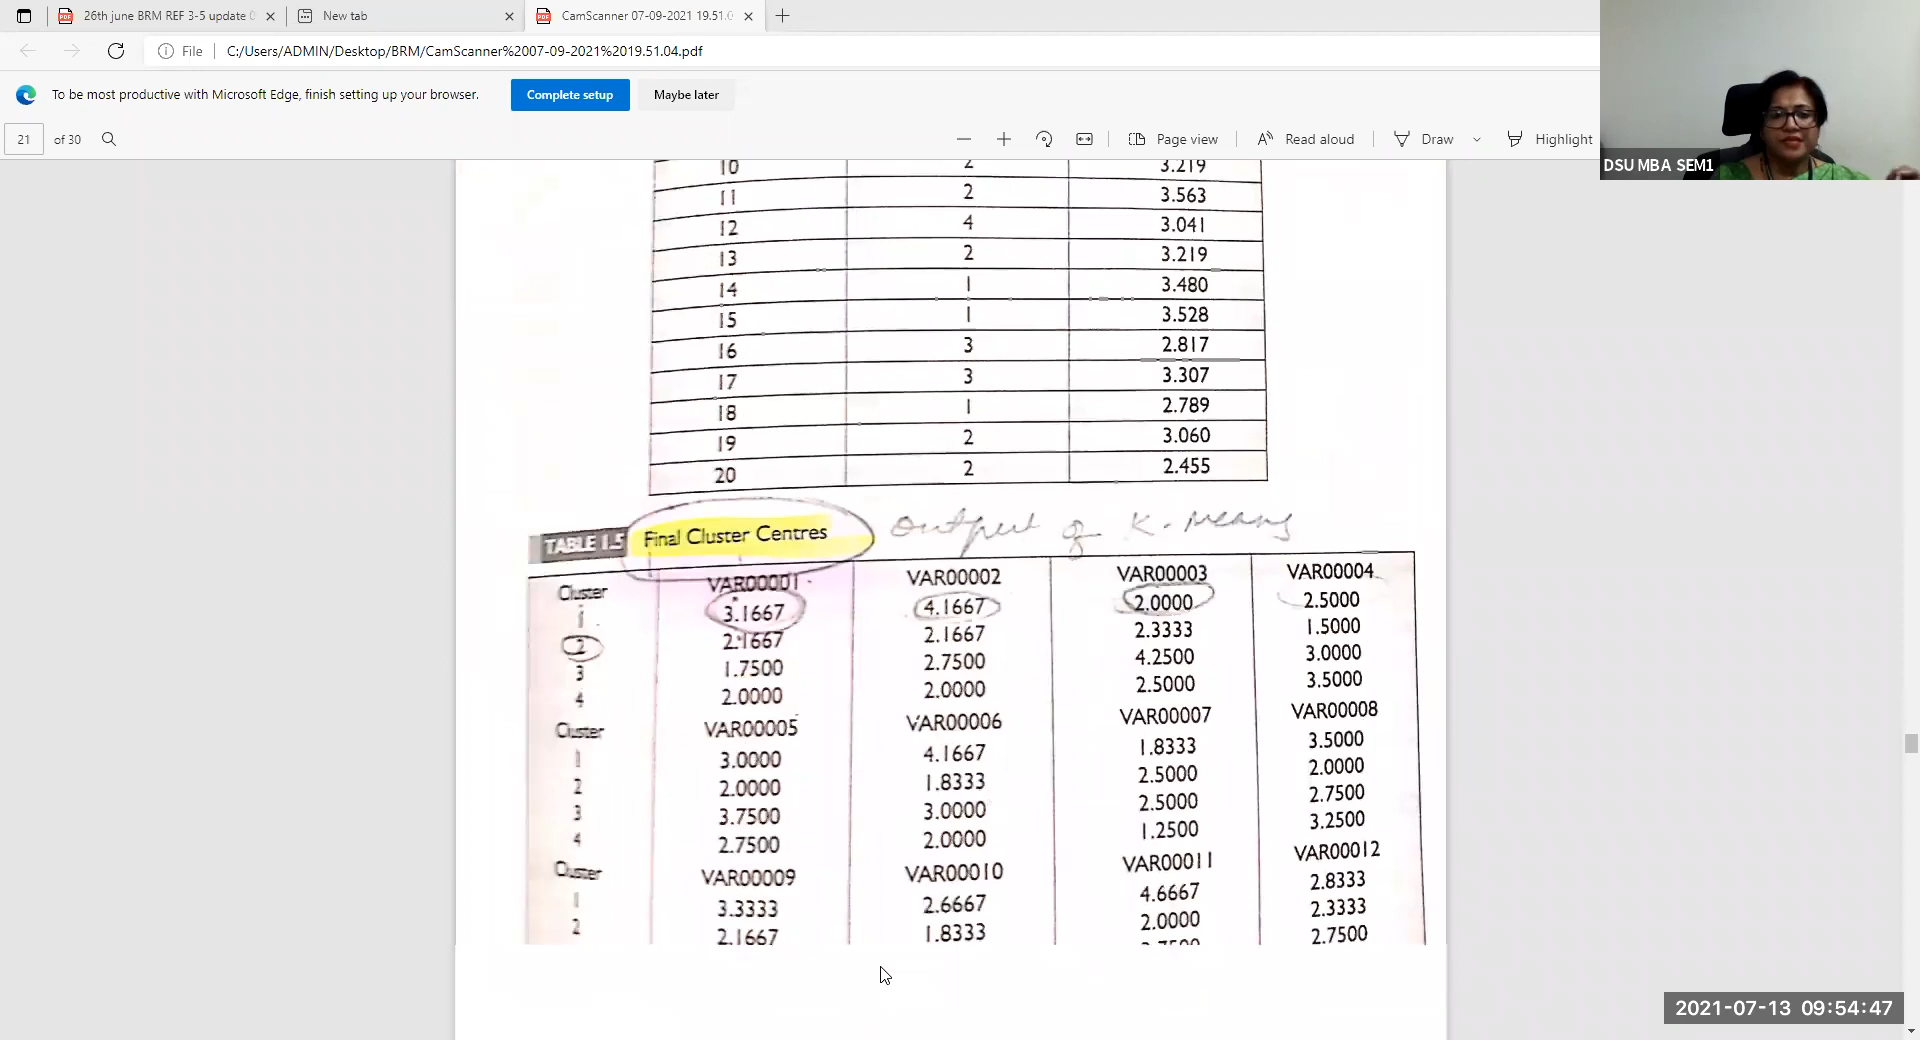 26th june BRM REF 3-5 update
New tab
CamScanner 07-09-2021 19.51.0
File
C:/Users/ADMIN/Desktop/BRM/CamScanner%2007-09-2021%2019.51.04.pdf
To be most productive with Microsoft Edge, finish setting up your browser.
Complete setup
Maybe later
21 of 30
Page view
Read aloud
Draw
Highlight
DSU MBA SEM1
10 2 3.219
11 2 3.563
12 4 3.041
13 2 3.219
14 1 3.480
15 1 3.528
16 3 2.817
17 3 3.307
18 1 2.789
19 2 3.060
20 2 2.455
TABLE 1.5 Final Cluster Centres output of K-Means
Cluster VAR00001 VAR00002 VAR00003 VAR00004
1 3.1667 4.1667 2.0000 2.5000
2 2.1667 2.1667 2.3333 1.5000
3 1.7500 2.7500 4.2500 3.0000
4 2.0000 2.0000 2.5000 3.5000
Cluster VAR00005 VAR00006 VAR00007 VAR00008
1 3.0000 4.1667 1.8333 3.5000
2 2.0000 1.8333 2.5000 2.0000
3 3.7500 3.0000 2.5000 2.7500
4 2.7500 2.0000 1.2500 3.2500
Cluster VAR00009 VAR00010 VAR00011 VAR00012
1 3.3333 2.6667 4.6667 2.8333
2 2.1667 1.8333 2.0000 2.3333
2.7500
2021-07-13 09:54:47